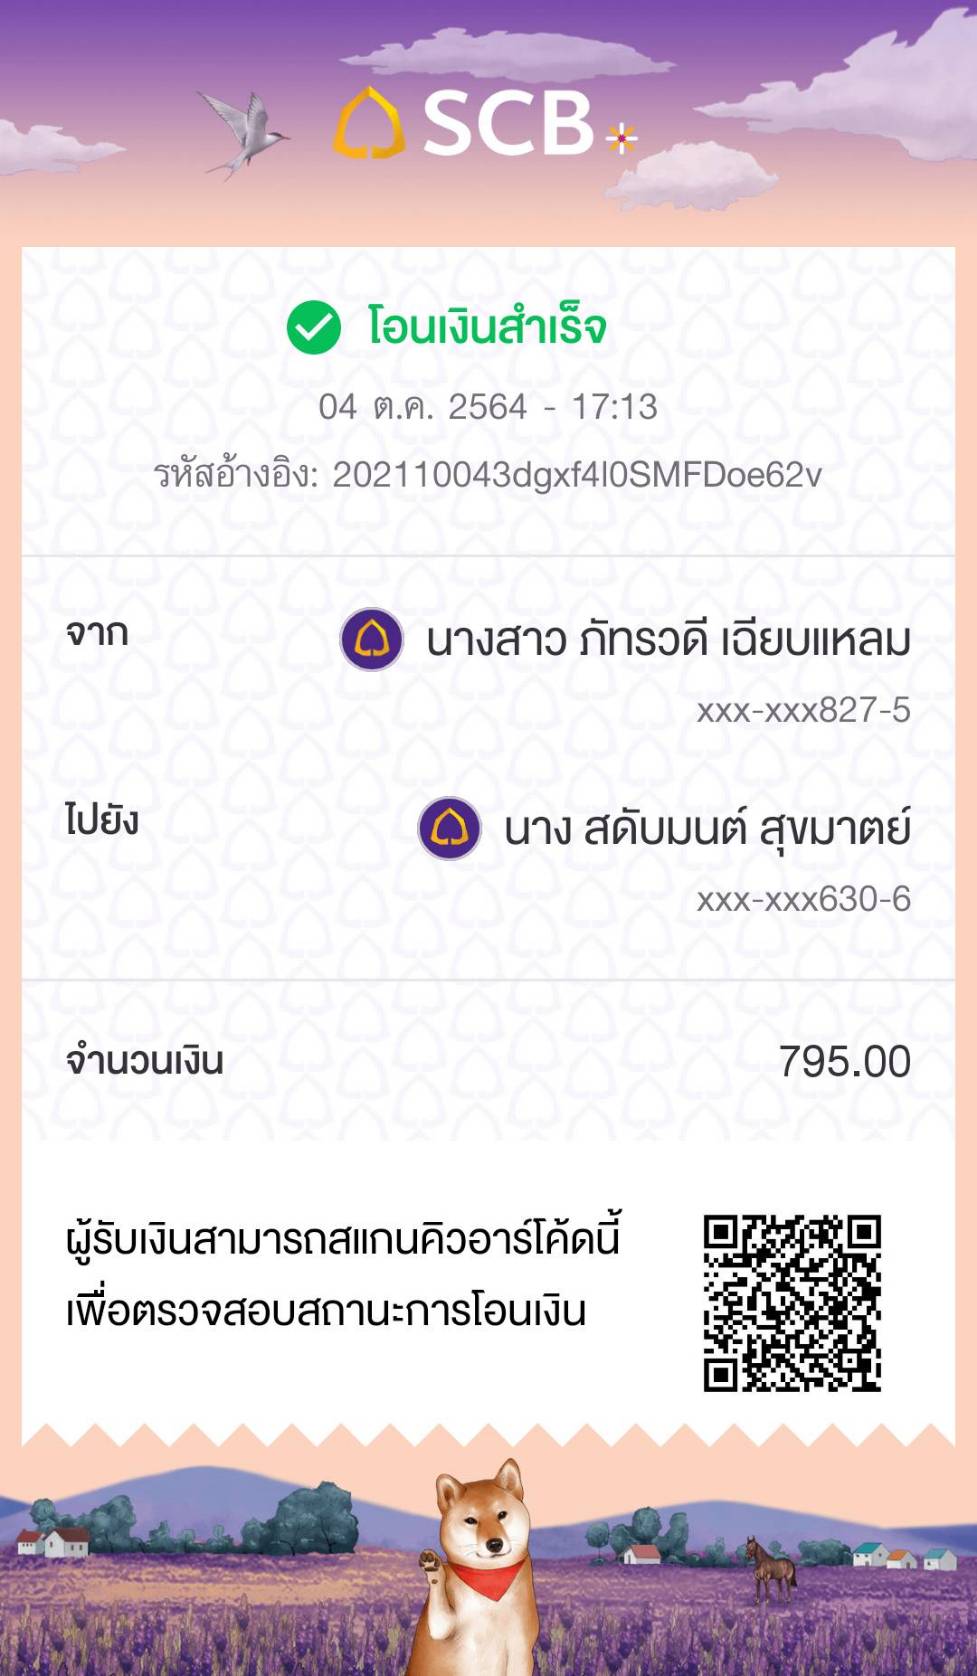 SCB
โอนเงินสำเร็จ
04 ต.ค. 2564 - 17:13
รหัสอ้างอิง: 202110043dgxf4l0SMFDoe62v
จาก
นางสาว ภัทรวดี เฉียบแหลม
xxx-xxx827-5
ไปยัง
นาง สดับมนต์ สุขมาตย์
xxx-xxx630-6
จำนวนเงิน
795.00
ผู้รับเงินสามารถสแกนคิวอาร์โค้ดนี้
เพื่อตรวจสอบสถานะการโอนเงิน